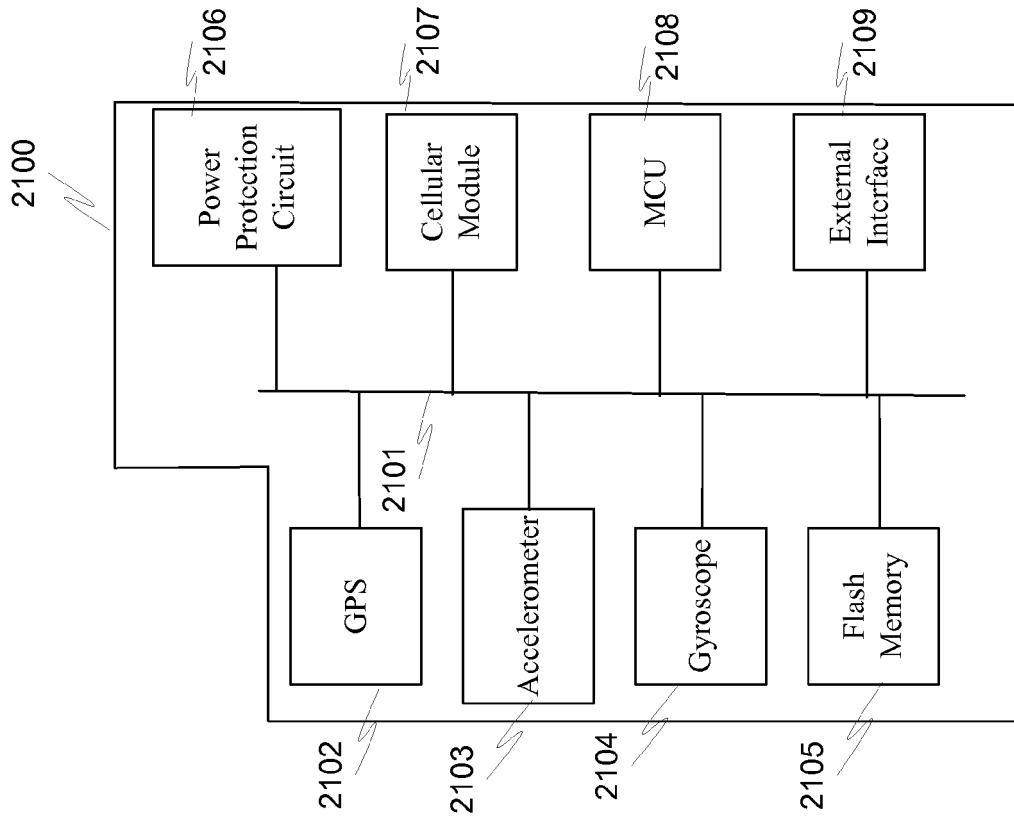 2100
2102
GPS
Power
Protection
Circuit
2106
2103
Accelerometer
2101
Cellular
Module
2107
2104
Gyroscope
MCU
2108
2105
Flash
Memory
External
Interface
2109